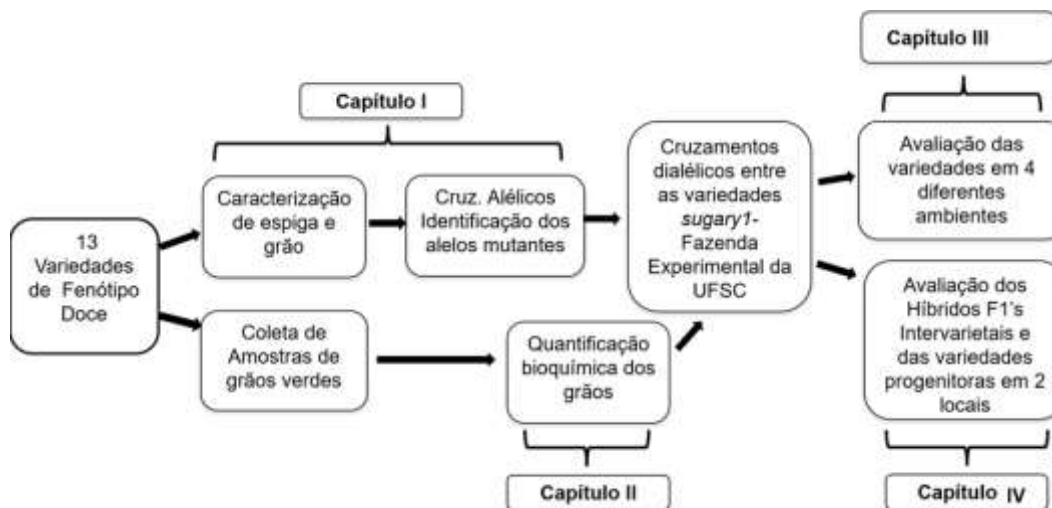 Capítulo III
Capítulo I
Cruzamentos
dialélicos entre
as variedades
sugary1-
Fazenda
Experimental da
UFSC
Avaliação das
variedades em 4
diferentes
ambientes
Caracterização
de espiga e
grão
Cruz. Alélicos
Identificação dos
alelos mutantes
13
Variedades
de Fenótipo
Doce
Coleta de
Amostras de
grãos verdes
Quantificação
bioquímica dos
grãos
Avaliação dos
Híbridos F1's
Intervarietais e
das variedades
progenitoras em 2
locais
Capítulo II
Capítulo IV